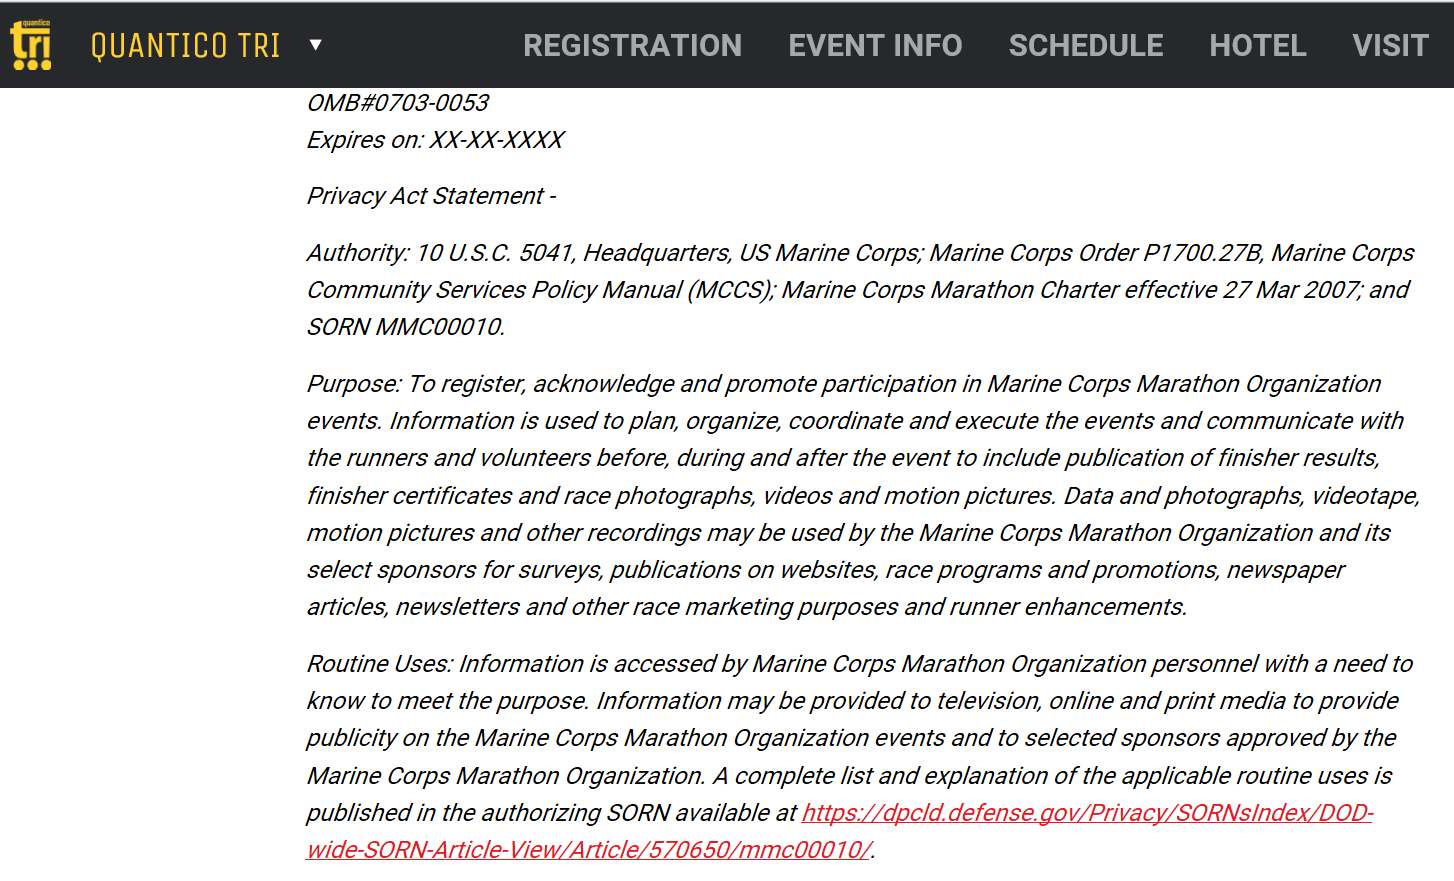 quantico
tri
QUANTICO TRI ▼ REGISTRATION EVENT INFO SCHEDULE HOTEL VISIT
OMB#0703-0053
Expires on: XX-XX-XXXX
Privacy Act Statement -
Authority: 10 U.S.C. 5041, Headquarters, US Marine Corps; Marine Corps Order P1700.27B, Marine Corps
Community Services Policy Manual (MCCS); Marine Corps Marathon Charter effective 27 Mar 2007; and
SORN MMC00010.
Purpose: To register, acknowledge and promote participation in Marine Corps Marathon Organization
events. Information is used to plan, organize, coordinate and execute the events and communicate with
the runners and volunteers before, during and after the event to include publication of finisher results,
finisher certificates and race photographs, videos and motion pictures. Data and photographs, videotape,
motion pictures and other recordings may be used by the Marine Corps Marathon Organization and its
select sponsors for surveys, publications on websites, race programs and promotions, newspaper
articles, newsletters and other race marketing purposes and runner enhancements.
Routine Uses: Information is accessed by Marine Corps Marathon Organization personnel with a need to
know to meet the purpose. Information may be provided to television, online and print media to provide
publicity on the Marine Corps Marathon Organization events and to selected sponsors approved by the
Marine Corps Marathon Organization. A complete list and explanation of the applicable routine uses is
published in the authorizing SORN available at https://dpcld.defense.gov/Privacy/SORNsIndex/DOD-
wide-SORN-Article-View/Article/570650/mmc00010/.